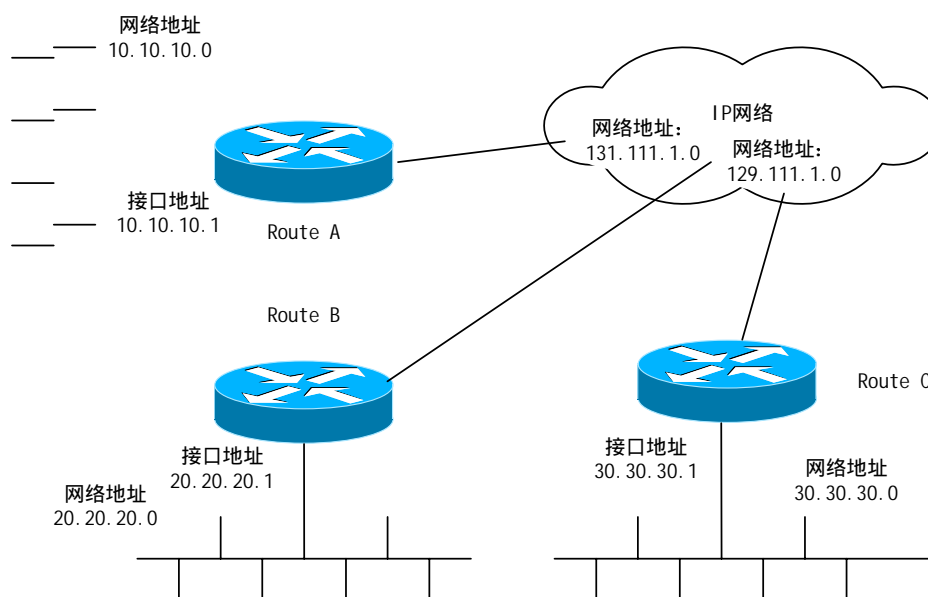 网络地址
10.10.10.0
IP网络
网络地址:
131.111.1.0
网络地址:
129.111.1.0
接口地址
10.10.10.1
Route A
Route B
Route C
接口地址
20.20.20.1
网络地址
20.20.20.0
接口地址
30.30.30.1
网络地址
30.30.30.0